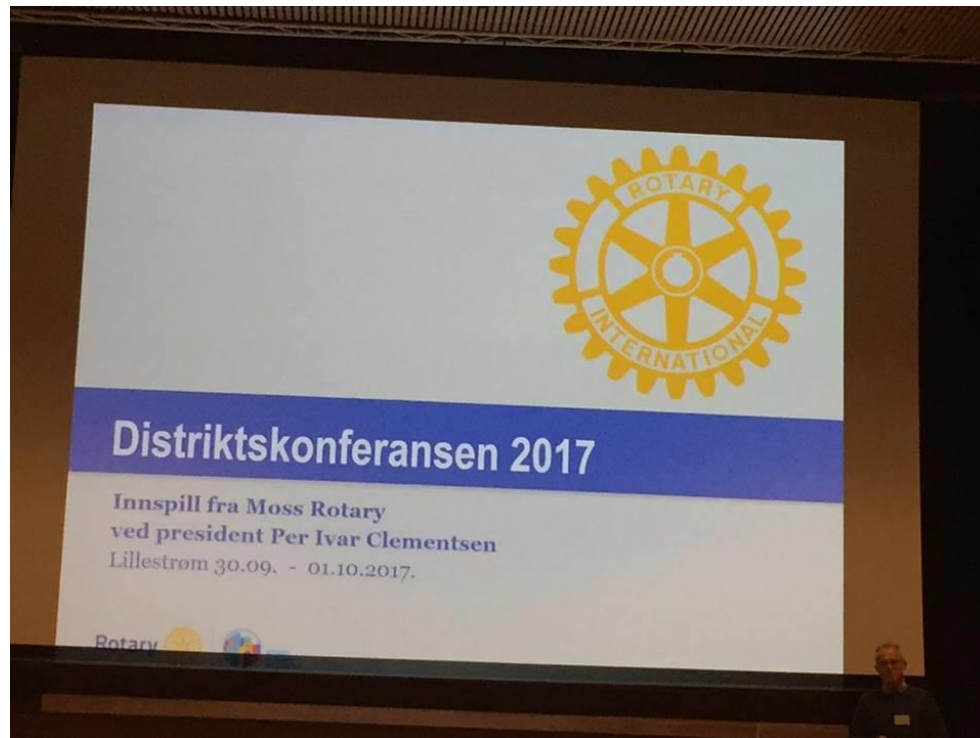 ROTARY
INTERNATIONAL
Distriktskonferansen 2017
Innspill fra Moss Rotary
ved president Per Ivar Clementsen
Lillestrøm 30.09. - 01.10.2017.
Rotary